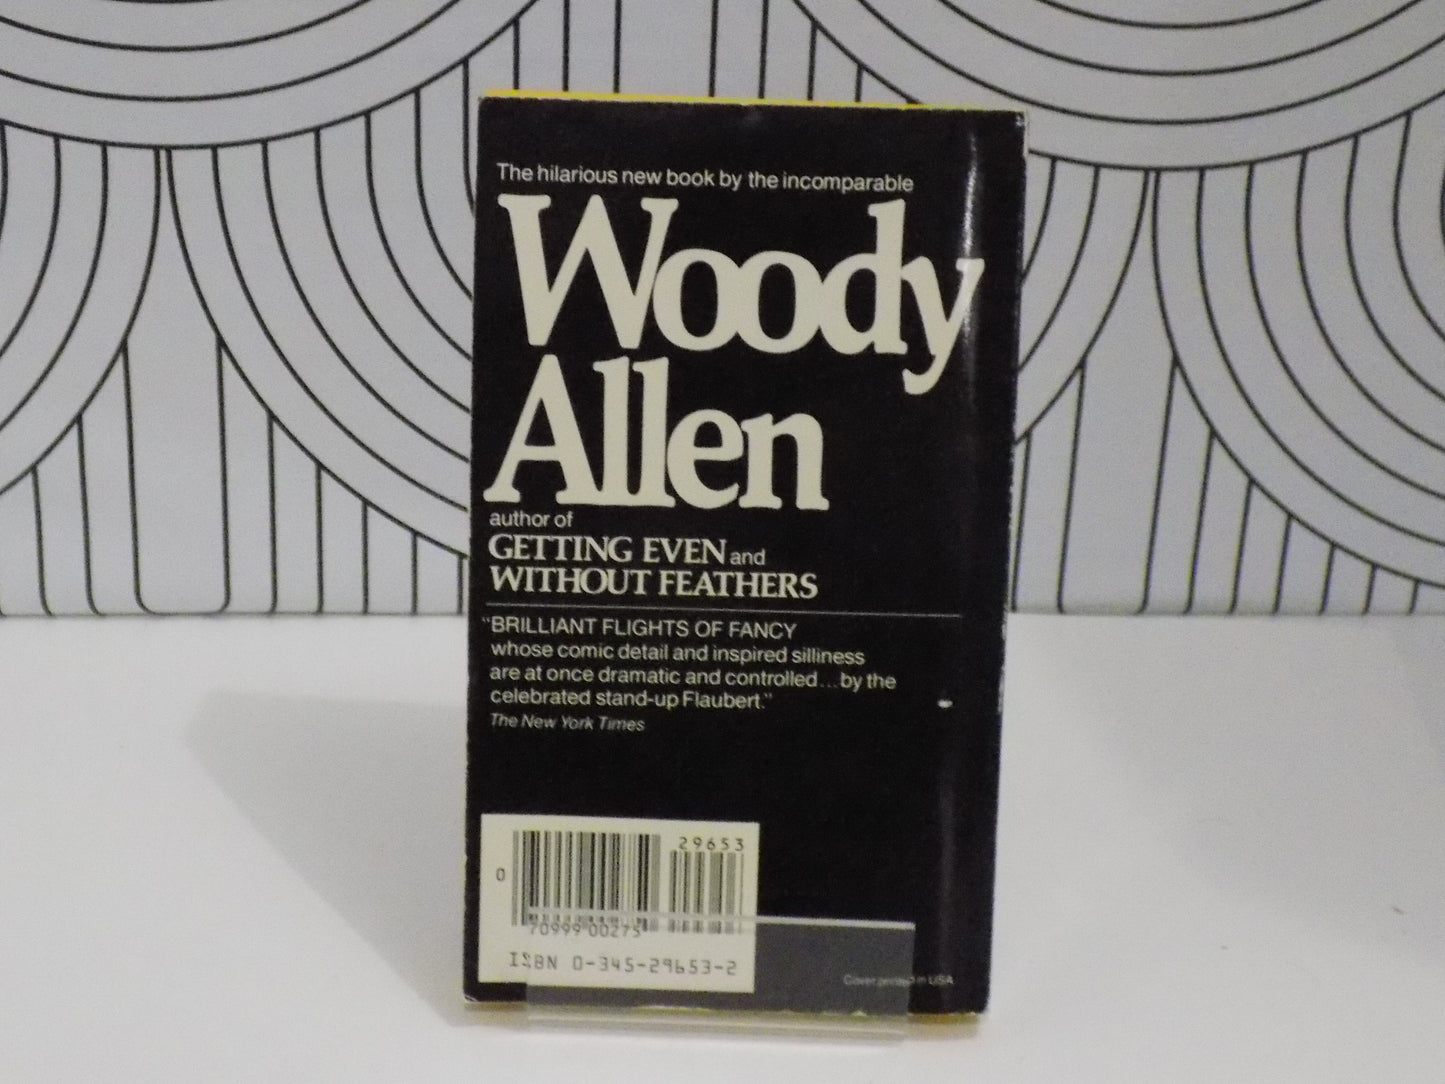 The hilarious new book by the incomparable
Woody
Allen
author of
GETTING EVEN and
WITHOUT FEATHERS
"BRILLIANT FLIGHTS OF FANCY
whose comic detail and inspired silliness
are at once dramatic and controlled...by the
celebrated stand-up Flaubert."
The New York Times
29653
0
70999 00275
ISBN 0-345-29653-2
Cover printed in USA